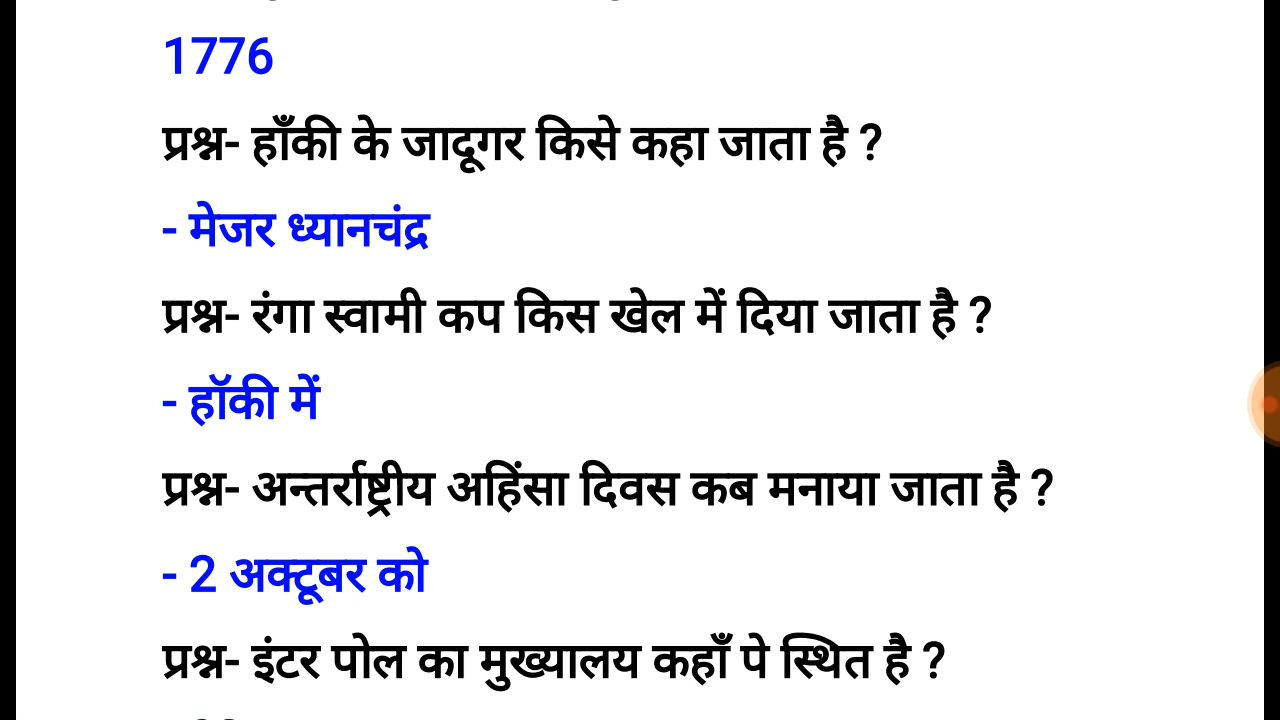 1776
प्रश्न- हाँकी के जादूगर किसे कहा जाता है ?
- मेजर ध्यानचंद्र
प्रश्न- रंगा स्वामी कप किस खेल में दिया जाता है ?
- हॉकी में
प्रश्न- अन्तर्राष्ट्रीय अहिंसा दिवस कब मनाया जाता है ?
- 2 अक्टूबर को
प्रश्न- इंटर पोल का मुख्यालय कहाँ पे स्थित है ?